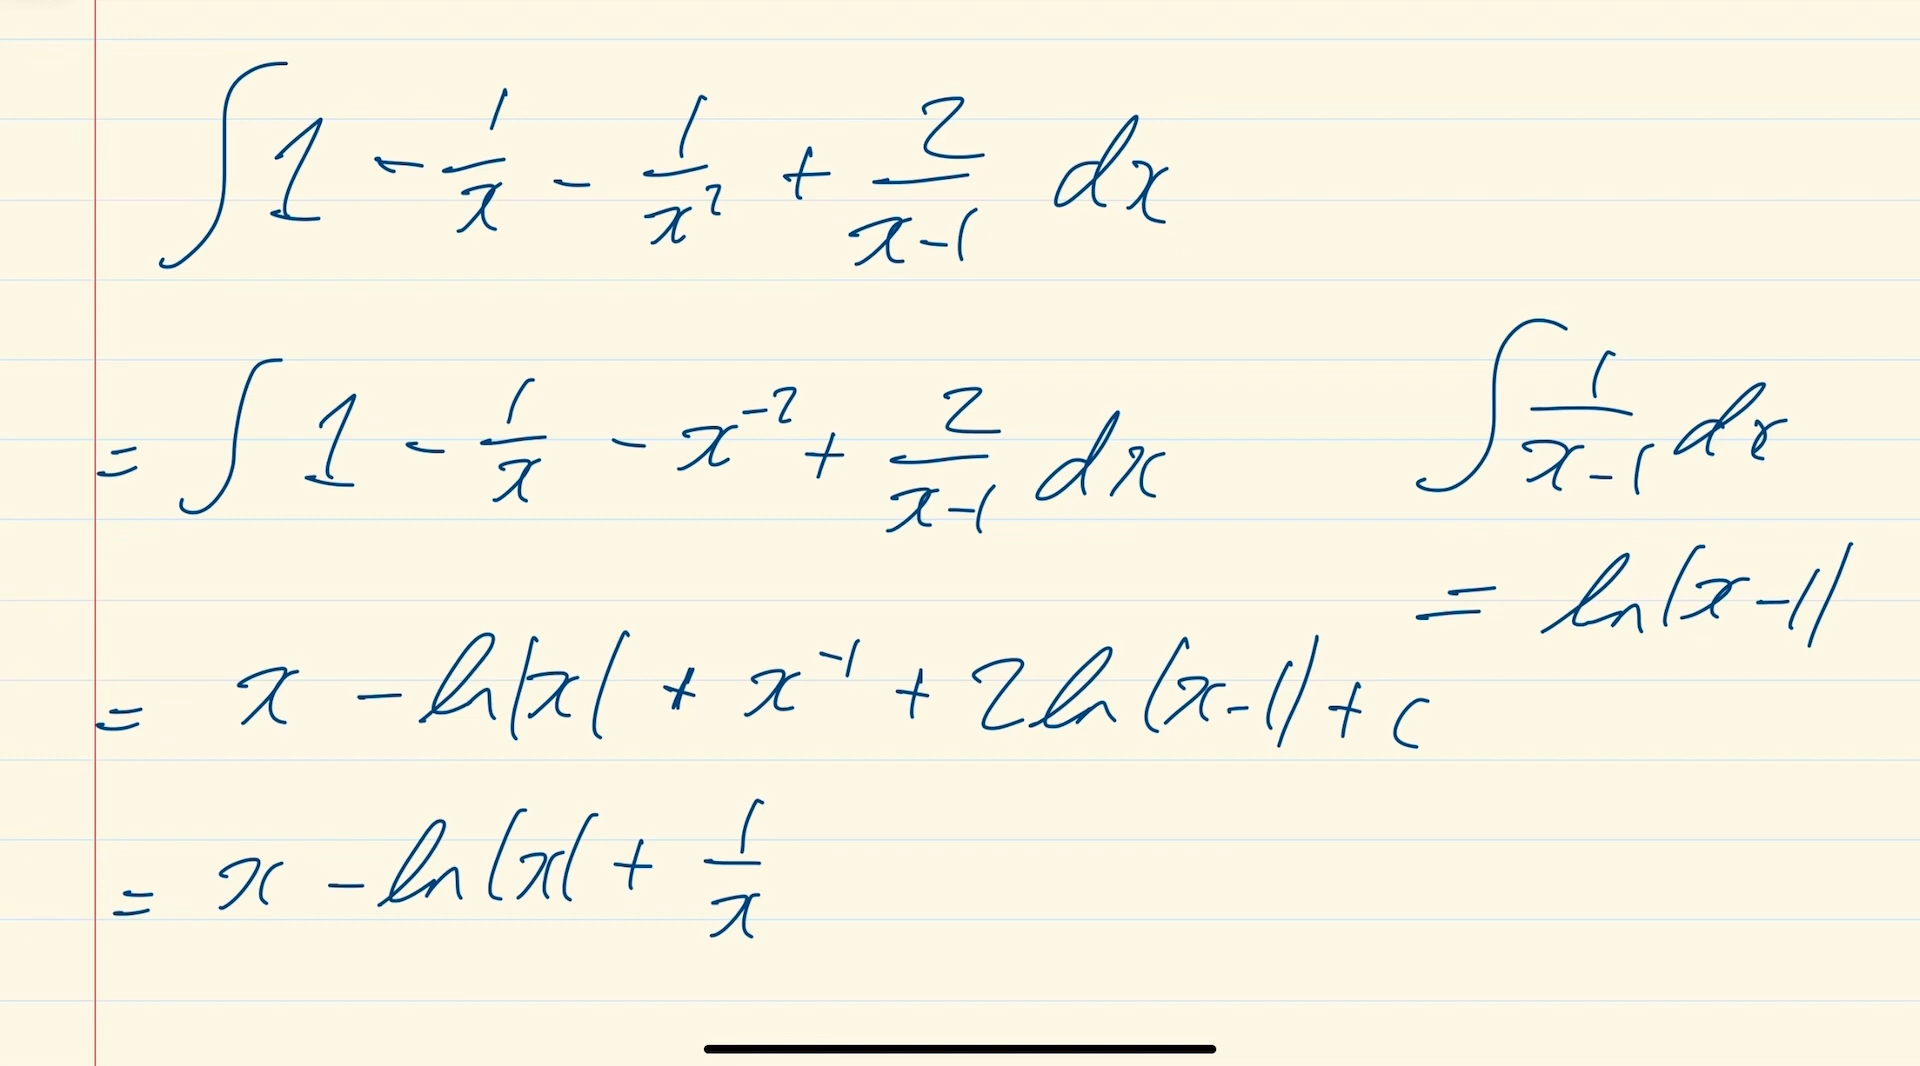 ∫ 1 - 1/x - 1/x² + 2/(x-1) dx
= ∫ 1 - 1/x - x⁻² + 2/(x-1) dx
∫ 1/(x-1) dx
= ln|x-1|
= x - ln|x| + x⁻¹ + 2ln|x-1| + c
= x - ln|x| + 1/x